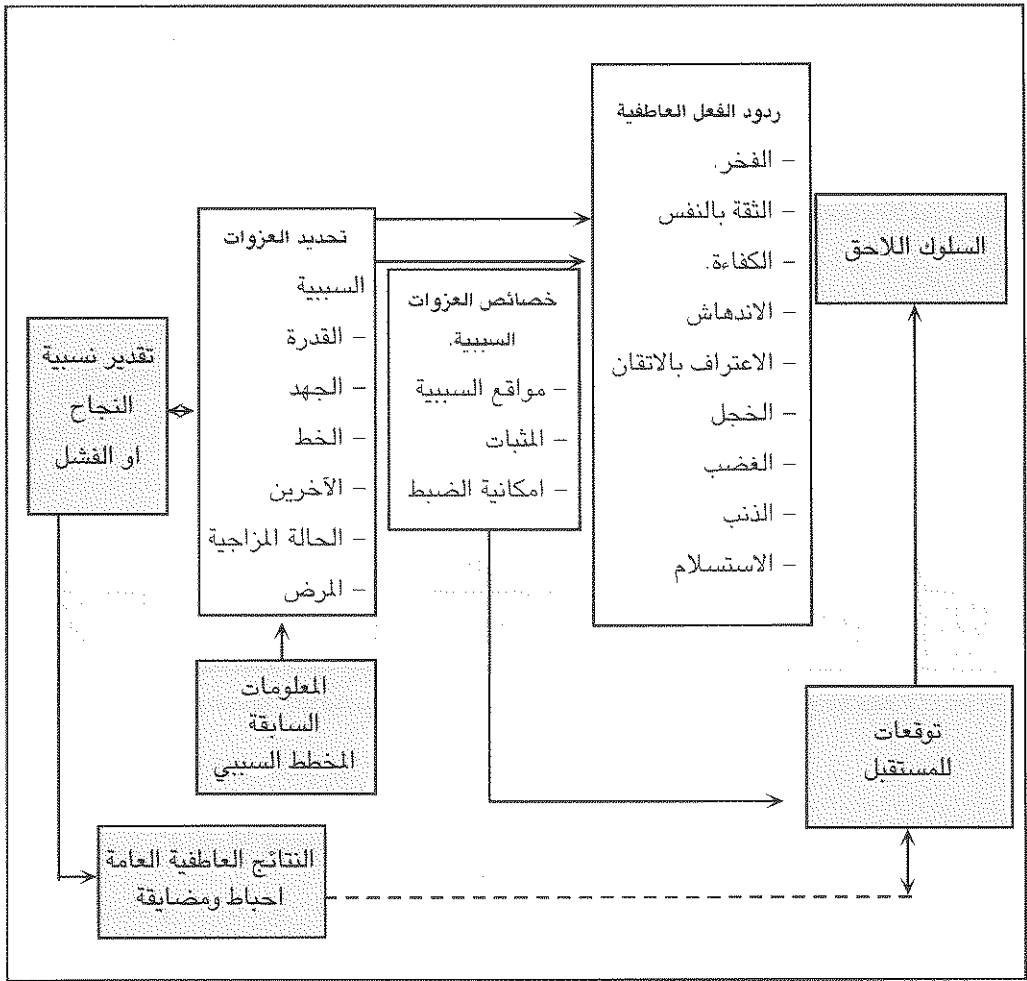 ردود الفعل العاطفية
– الفخر.
– الثقة بالنفس
– الكفاءة.
– الاندهاش
– الاعتراف بالاتقان
– الخجل
– الغضب
– الذنب
– الاستسلام
السلوك اللاحق
تحديد العزوات
السببية
– القدرة
– الجهد
– الخط
– الآخرين
– الحالة المزاجية
– المرض
خصائص العزوات
السببية.
– مواقع السببية
– المثبات
– امكانية الضبط
تقدير نسبية
النجاح
او الفشل
المعلومات
السابقة
المخطط السببي
توقعات
للمستقبل
النتائج العاطفية العامة
احباط ومضايقة